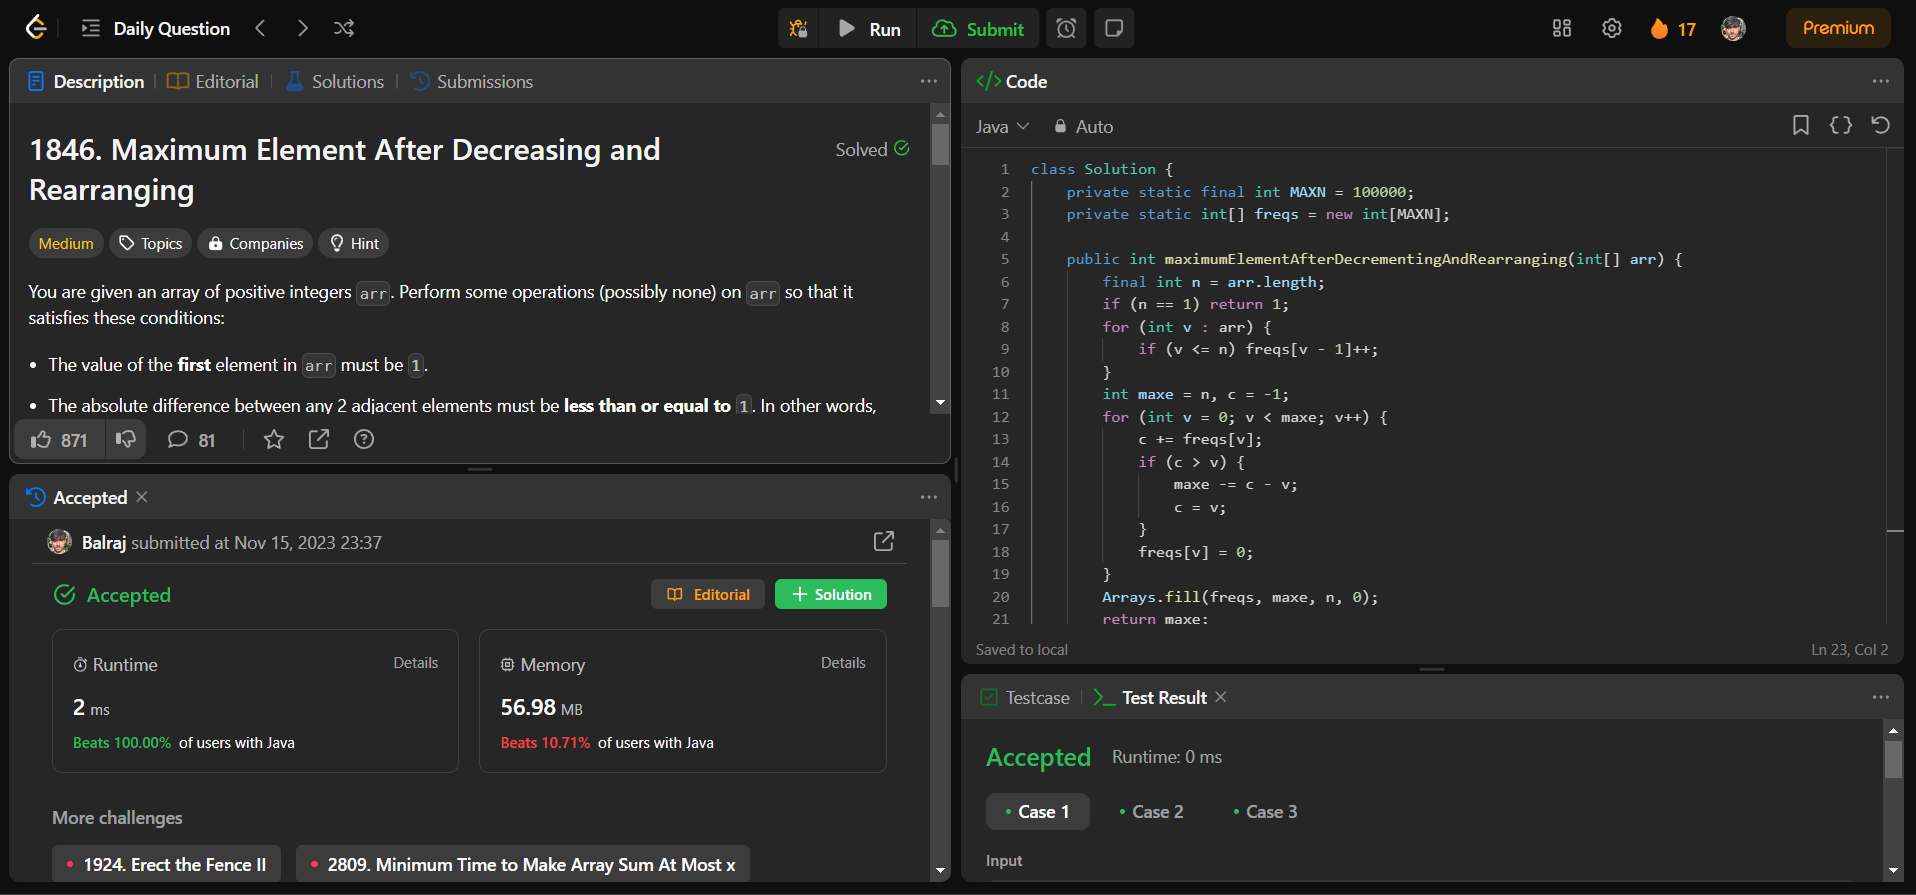 Daily Question
Run
Submit
17
Premium
Description
Editorial
Solutions
Submissions
1846. Maximum Element After Decreasing and
Rearranging
Solved
Medium
Topics
Companies
Hint
You are given an array of positive integers arr. Perform some operations (possibly none) on arr so that it
satisfies these conditions:
• The value of the first element in arr must be 1.
• The absolute difference between any 2 adjacent elements must be less than or equal to 1. In other words,
871
81
Accepted
Balraj submitted at Nov 15, 2023 23:37
Accepted
Editorial
Solution
Runtime
Details
2 ms
Beats 100.00% of users with Java
Memory
Details
56.98 MB
Beats 10.71% of users with Java
More challenges
1924. Erect the Fence II
2809. Minimum Time to Make Array Sum At Most x
</> Code
Java
Auto
1 class Solution {
2 private static final int MAXN = 100000;
3 private static int[] freqs = new int[MAXN];
4
5 public int maximumElementAfterDecrementingAndRearranging(int[] arr) {
6 final int n = arr.length;
7 if (n == 1) return 1;
8 for (int v : arr) {
9 if (v <= n) freqs[v - 1]++;
10 }
11 int maxe = n, c = -1;
12 for (int v = 0; v < maxe; v++) {
13 c += freqs[v];
14 if (c > v) {
15 maxe -= c - v;
16 c = v;
17 }
18 freqs[v] = 0;
19 }
20 Arrays.fill(freqs, maxe, n, 0);
21 return maxe;
Saved to local
Ln 23, Col 2
Testcase
Test Result
Accepted
Runtime: 0 ms
Case 1
Case 2
Case 3
Input